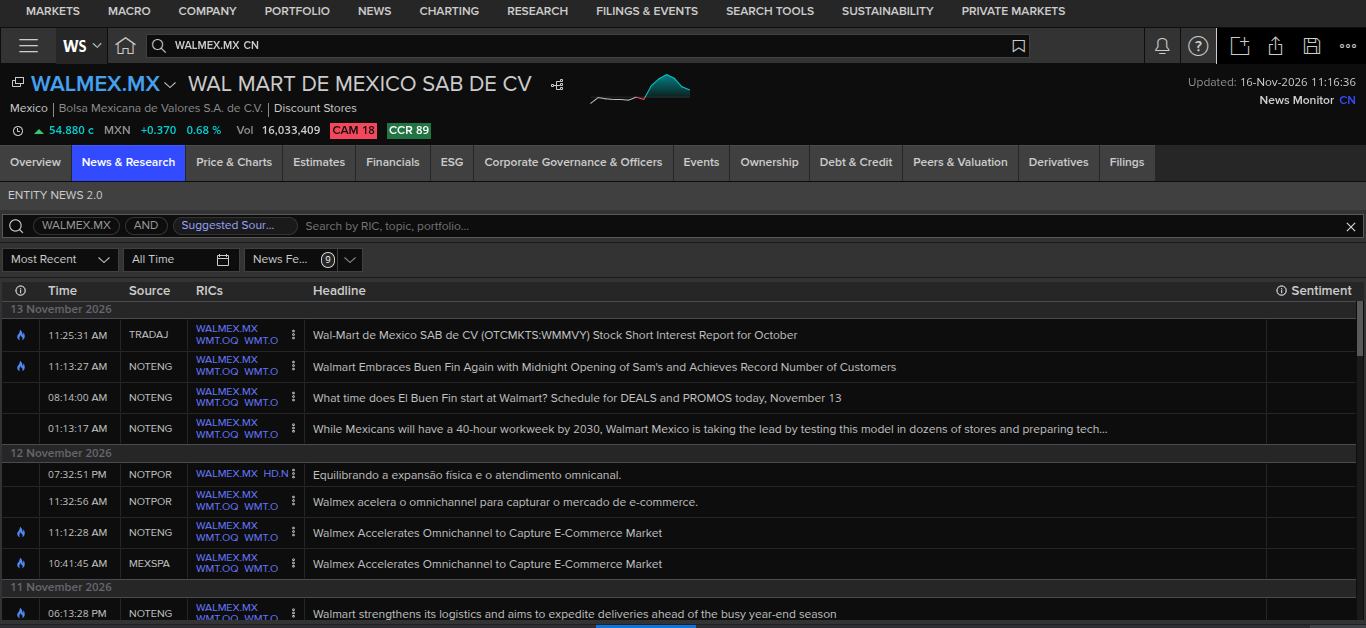 MARKETS MACRO COMPANY PORTFOLIO NEWS CHARTING RESEARCH FILINGS & EVENTS SEARCH TOOLS SUSTAINABILITY PRIVATE MARKETS
WS WALMEX.MX CN
WALMEX.MX WAL MART DE MEXICO SAB DE CV
Updated: 16-Nov-2026 11:16:36
Mexico | Bolsa Mexicana de Valores S.A. de C.V. | Discount Stores
News Monitor CN
54.880 c MXN +0.370 0.68 % Vol 16,033,409 CAM 18 CCR 89
Overview News & Research Price & Charts Estimates Financials ESG Corporate Governance & Officers Events Ownership Debt & Credit Peers & Valuation Derivatives Filings
ENTITY NEWS 2.0
WALMEX.MX AND Suggested Sour... Search by RIC, topic, portfolio...
Most Recent All Time News Fe... 9
Time Source RICs Headline Sentiment
13 November 2026
11:25:31 AM TRADAJ WALMEX.MX WMT.OQ WMT.O Wal-Mart de Mexico SAB de CV (OTCMKTS:WMMVY) Stock Short Interest Report for October
11:13:27 AM NOTENG WALMEX.MX WMT.OQ WMT.O Walmart Embraces Buen Fin Again with Midnight Opening of Sam's and Achieves Record Number of Customers
08:14:00 AM NOTENG WALMEX.MX WMT.OQ WMT.O What time does El Buen Fin start at Walmart? Schedule for DEALS and PROMOS today, November 13
01:13:17 AM NOTENG WALMEX.MX WMT.OQ WMT.O While Mexicans will have a 40-hour workweek by 2030, Walmart Mexico is taking the lead by testing this model in dozens of stores and preparing tech...
12 November 2026
07:32:51 PM NOTPOR WALMEX.MX HD.N Equilibrando a expansão física e o atendimento omnicanal.
11:32:56 AM NOTPOR WALMEX.MX WMT.OQ WMT.O Walmex acelera o omnichannel para capturar o mercado de e-commerce.
11:12:28 AM NOTENG WALMEX.MX WMT.OQ WMT.O Walmex Accelerates Omnichannel to Capture E-Commerce Market
10:41:45 AM MEXSPA WALMEX.MX WMT.OQ WMT.O Walmex Accelerates Omnichannel to Capture E-Commerce Market
11 November 2026
06:13:28 PM NOTENG WALMEX.MX WMT.OQ WMT.O Walmart strengthens its logistics and aims to expedite deliveries ahead of the busy year-end season